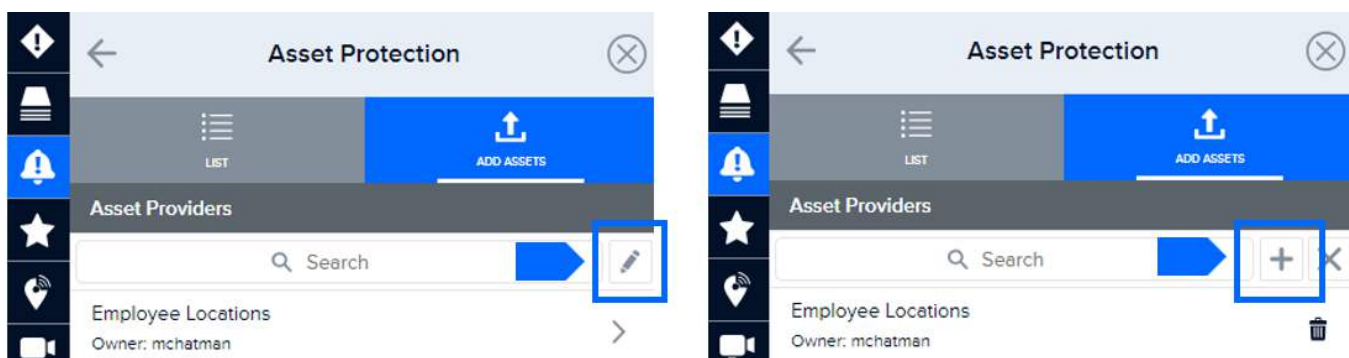 Asset Protection
LIST
ADD ASSETS
Asset Providers
Search
Employee Locations
Owner: mchatman
Asset Protection
LIST
ADD ASSETS
Asset Providers
Search
Employee Locations
Owner: mchatman